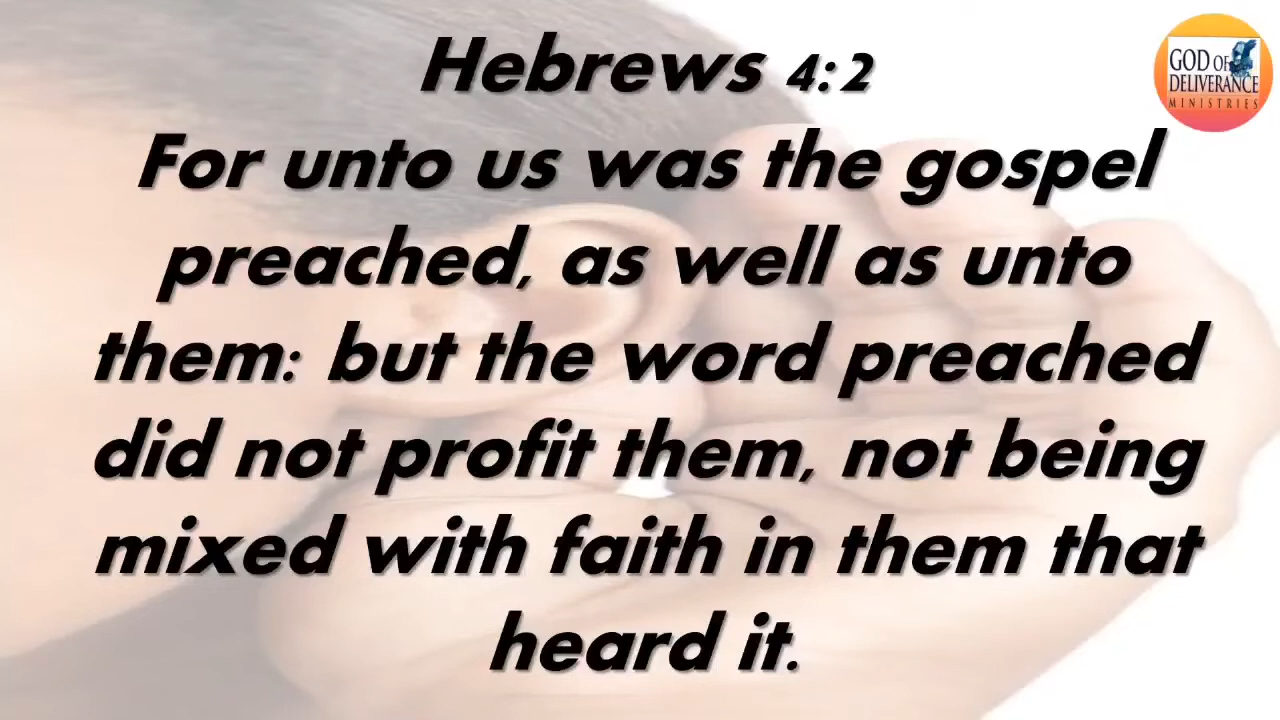 Hebrews 4:2
For unto us was the gospel
preached, as well as unto
them: but the word preached
did not profit them, not being
mixed with faith in them that
heard it.
GOD OF
DELIVERANCE
MINISTRIES